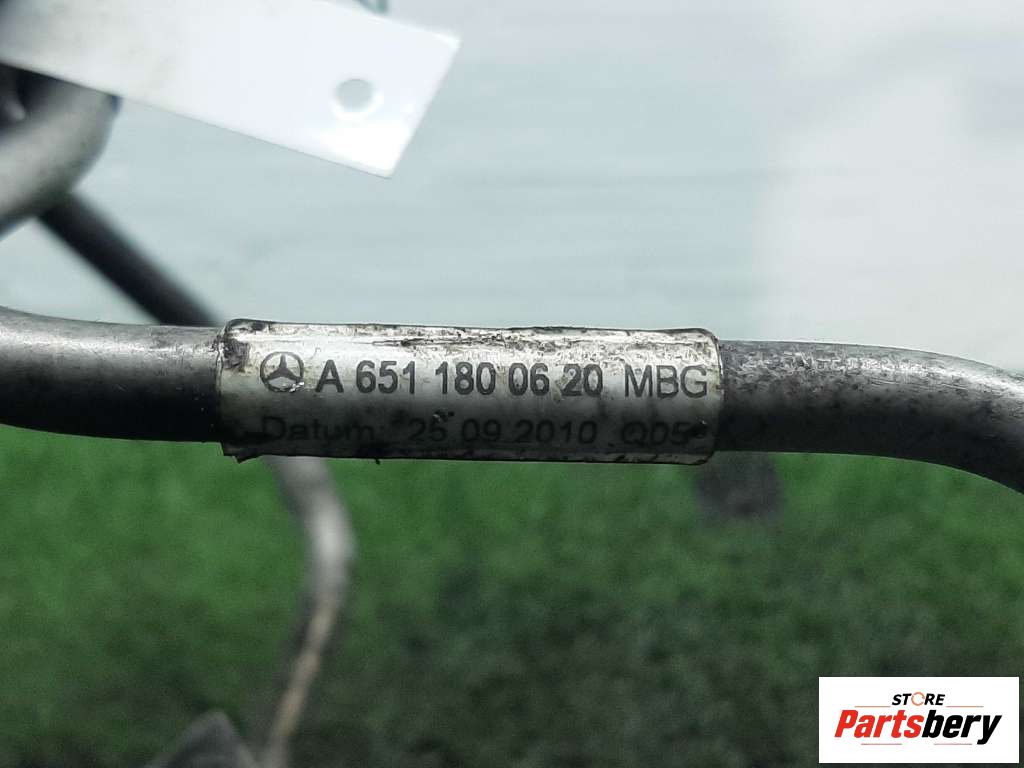 A 651 180 06 20 MBG
Datum: 25 09 2010 Q05
STORE
Partsbery